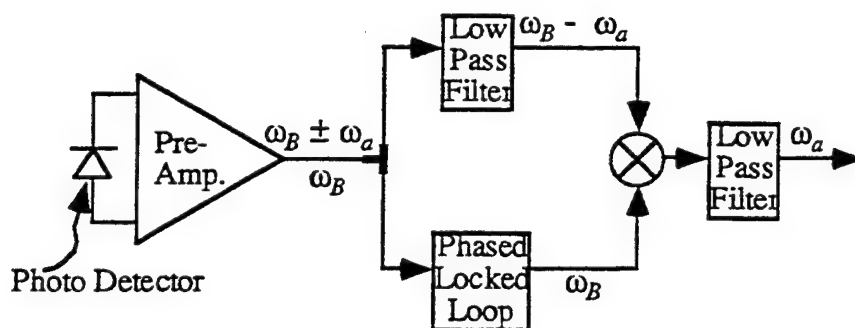 Pre-
Amp.
Photo Detector
ω_B ± ω_a
ω_B
Low
Pass
Filter
ω_B - ω_a
Phased
Locked
Loop
ω_B
Low
Pass
Filter
ω_a